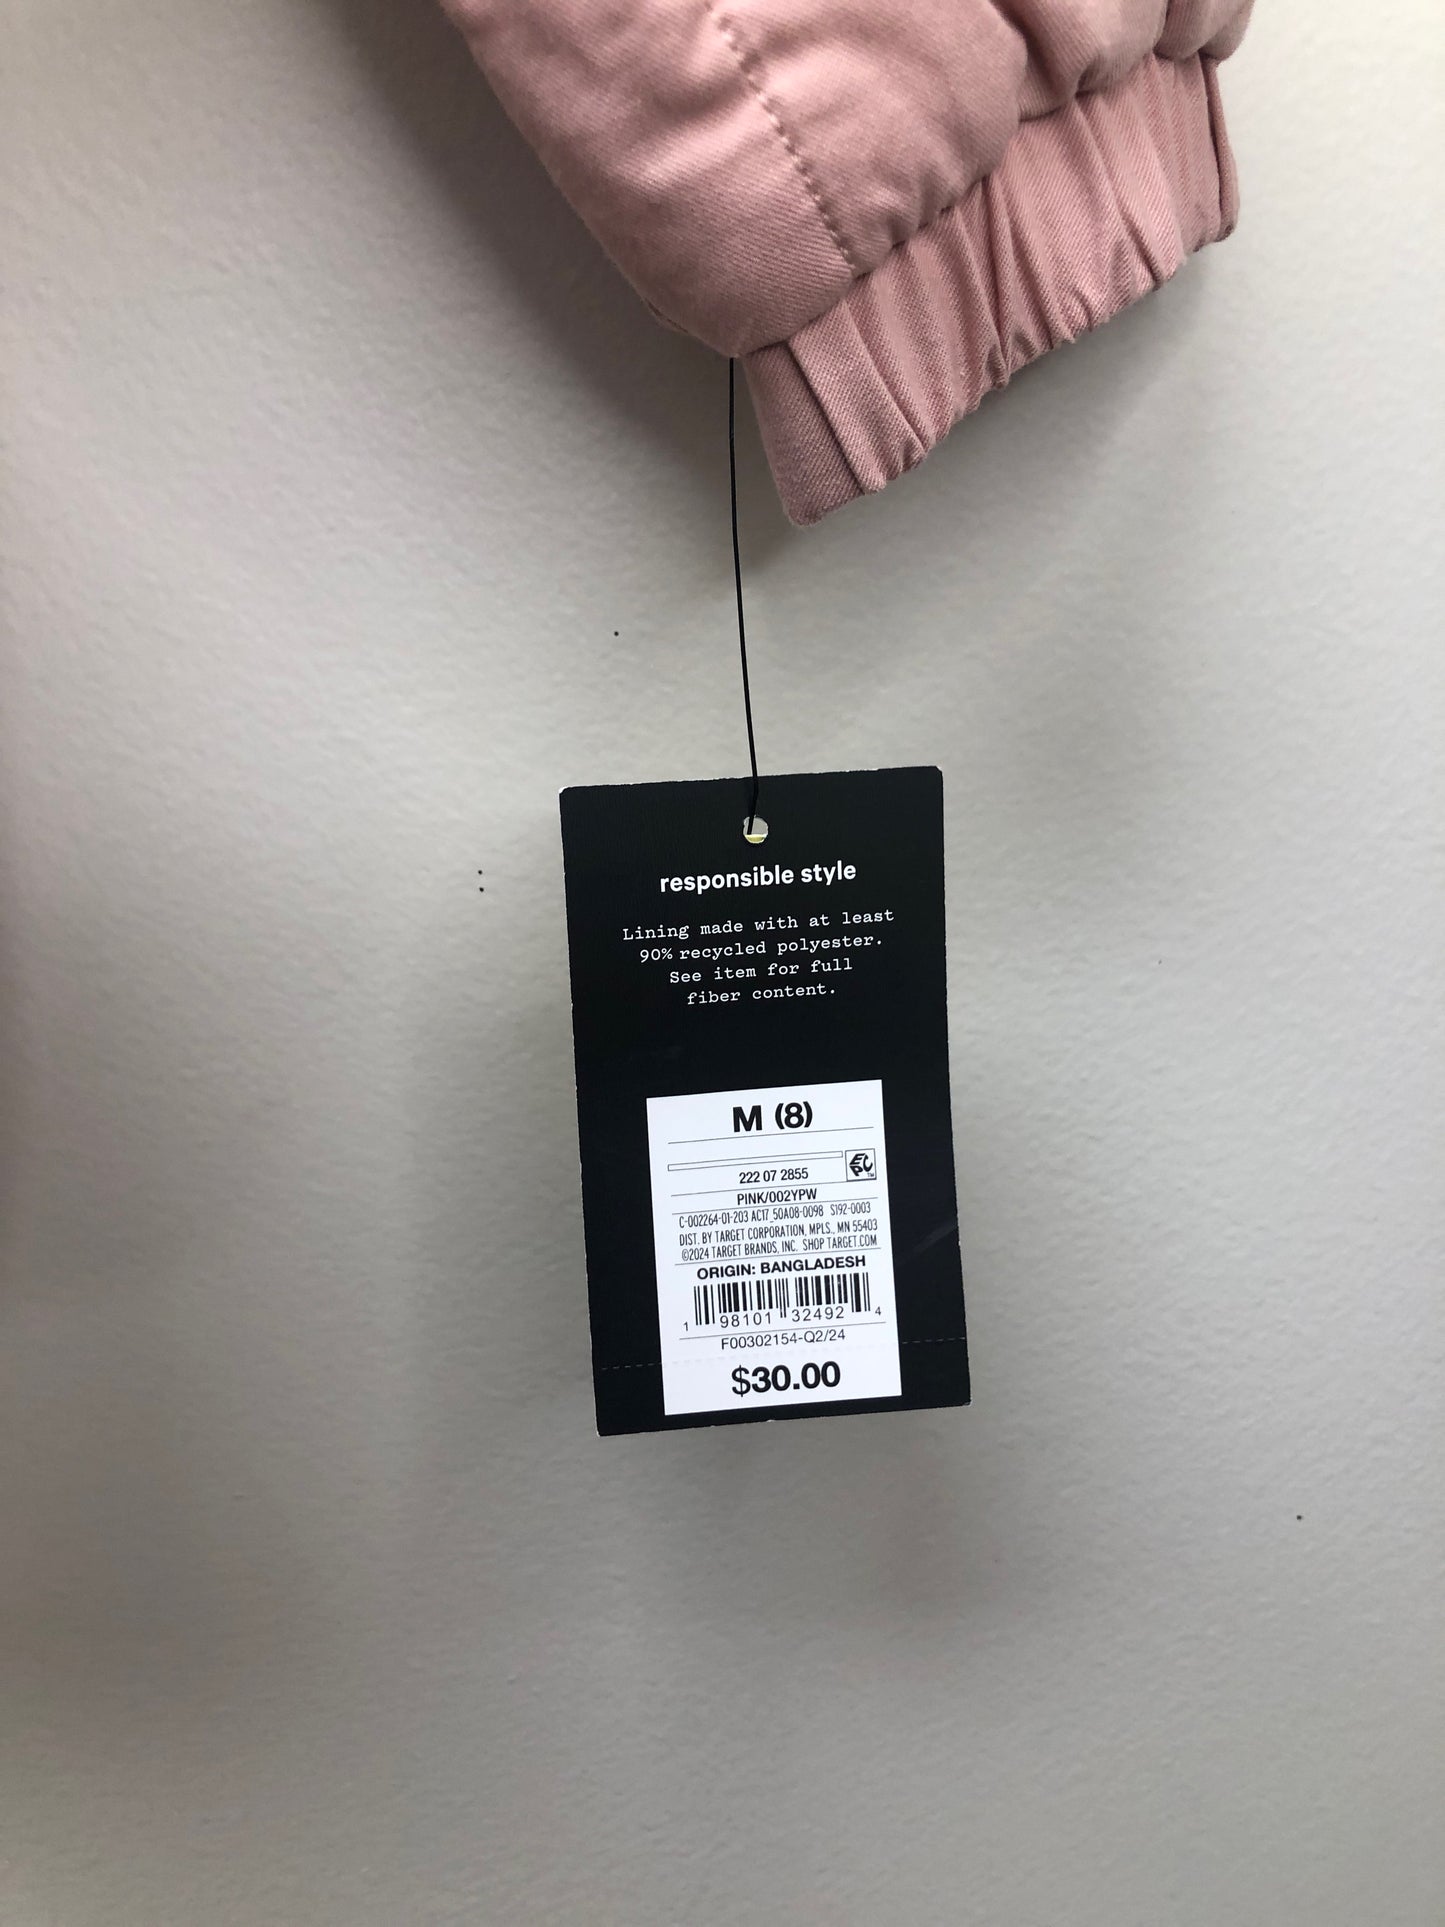 responsible style
Lining made with at least
90% recycled polyester.
See item for full
fiber content.
M (8)
222 07 2855
EPC™
PINK/002YPW
C-002264-01-203 AC17_50A08-0098 S192-0003
DIST. BY TARGET CORPORATION, MPLS., MN 55403
©2024 TARGET BRANDS, INC. SHOP TARGET.COM
ORIGIN: BANGLADESH
1 98101 32492 4
F00302154-Q2/24
$30.00